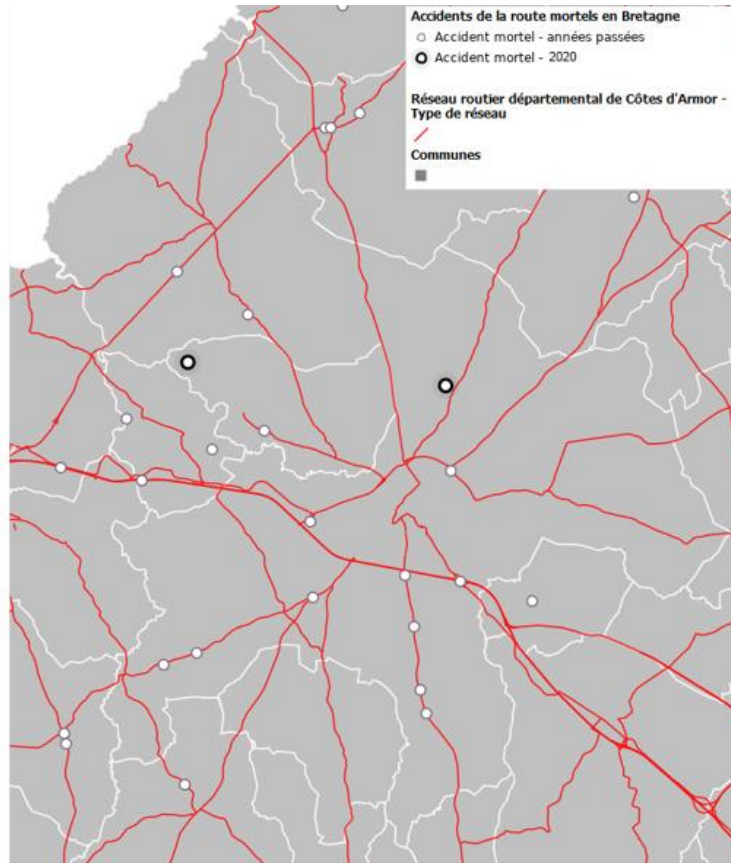 Accidents de la route mortels en Bretagne
Accident mortel - années passées
Accident mortel - 2020
Réseau routier départemental de Côtes d'Armor -
Type de réseau
Communes